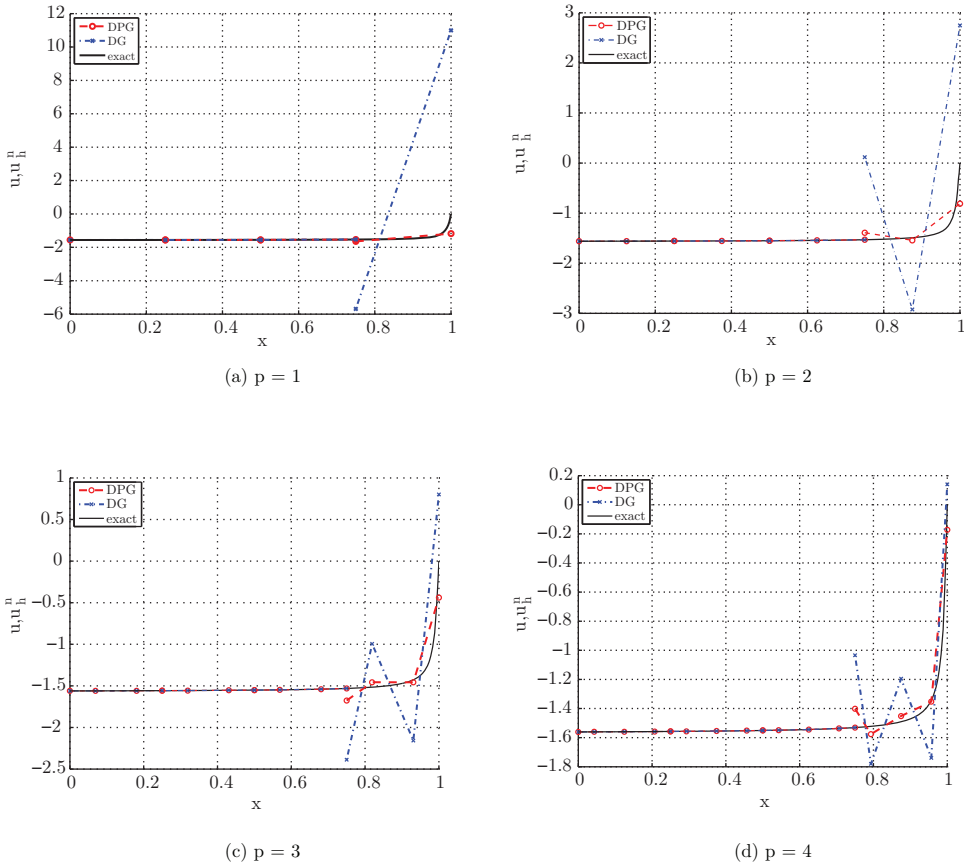 12
10
8
6
4
2
0
−2
−4
−6
0 0.2 0.4 0.6 0.8 1
x
u,u n h
DPG
DG
exact
(a) p = 1
3
2
1
0
−1
−2
−3
0 0.2 0.4 0.6 0.8 1
x
u,u n h
DPG
DG
exact
(b) p = 2
1
0.5
0
−0.5
−1
−1.5
−2
−2.5
0 0.2 0.4 0.6 0.8 1
x
u,u n h
DPG
DG
exact
(c) p = 3
0.2
0
−0.2
−0.4
−0.6
−0.8
−1
−1.2
−1.4
−1.6
−1.8
0 0.2 0.4 0.6 0.8 1
x
u,u n h
DPG
DG
exact
(d) p = 4